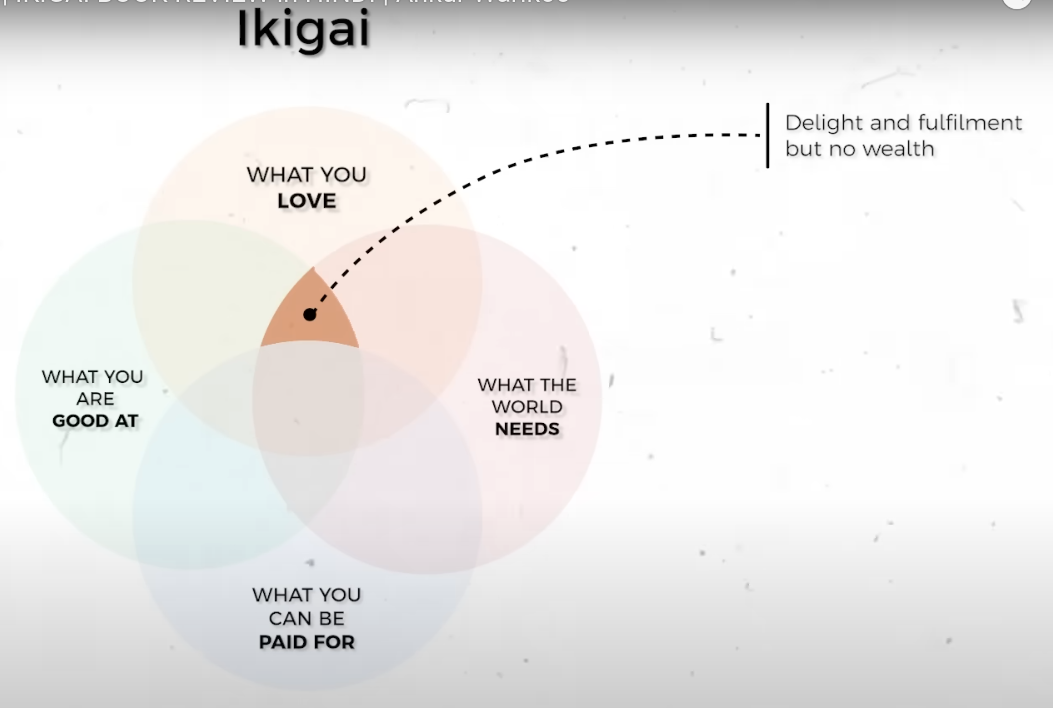 Ikigai
Delight and fulfilment
but no wealth
WHAT YOU
LOVE
WHAT YOU
ARE
GOOD AT
WHAT THE
WORLD
NEEDS
WHAT YOU
CAN BE
PAID FOR